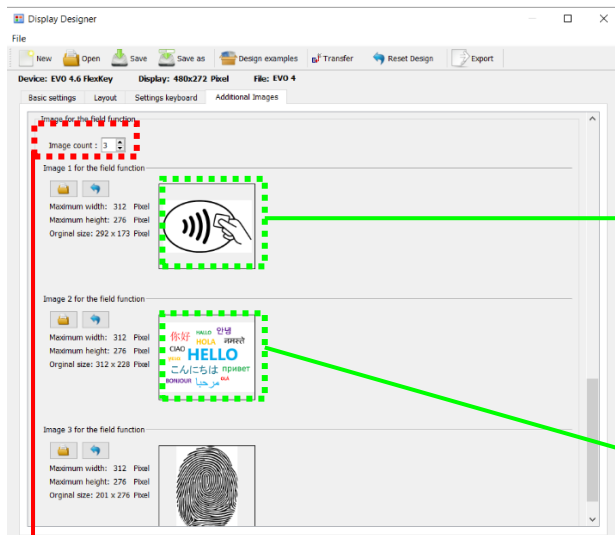 Display Designer
File
New Open Save Save as Design examples Transfer Reset Design Export
Device: EVO 4.6 FlexKey Display: 480x272 Pixel File: EVO 4
Basic settings Layout Settings keyboard Additional Images
Image for the field function
Image count : 3
Image 1 for the field function
Maximum width: 312 Pixel
Maximum height: 276 Pixel
Orginal size: 292 x 173 Pixel
Image 2 for the field function
Maximum width: 312 Pixel
Maximum height: 276 Pixel
Orginal size: 312 x 228 Pixel
你好 HALLO 안녕
HOLA नमस्ते
CIAO HELLO
こんにちは привет
BONJOUR مرحبا
Image 3 for the field function
Maximum width: 312 Pixel
Maximum height: 276 Pixel
Orginal size: 201 x 276 Pixel